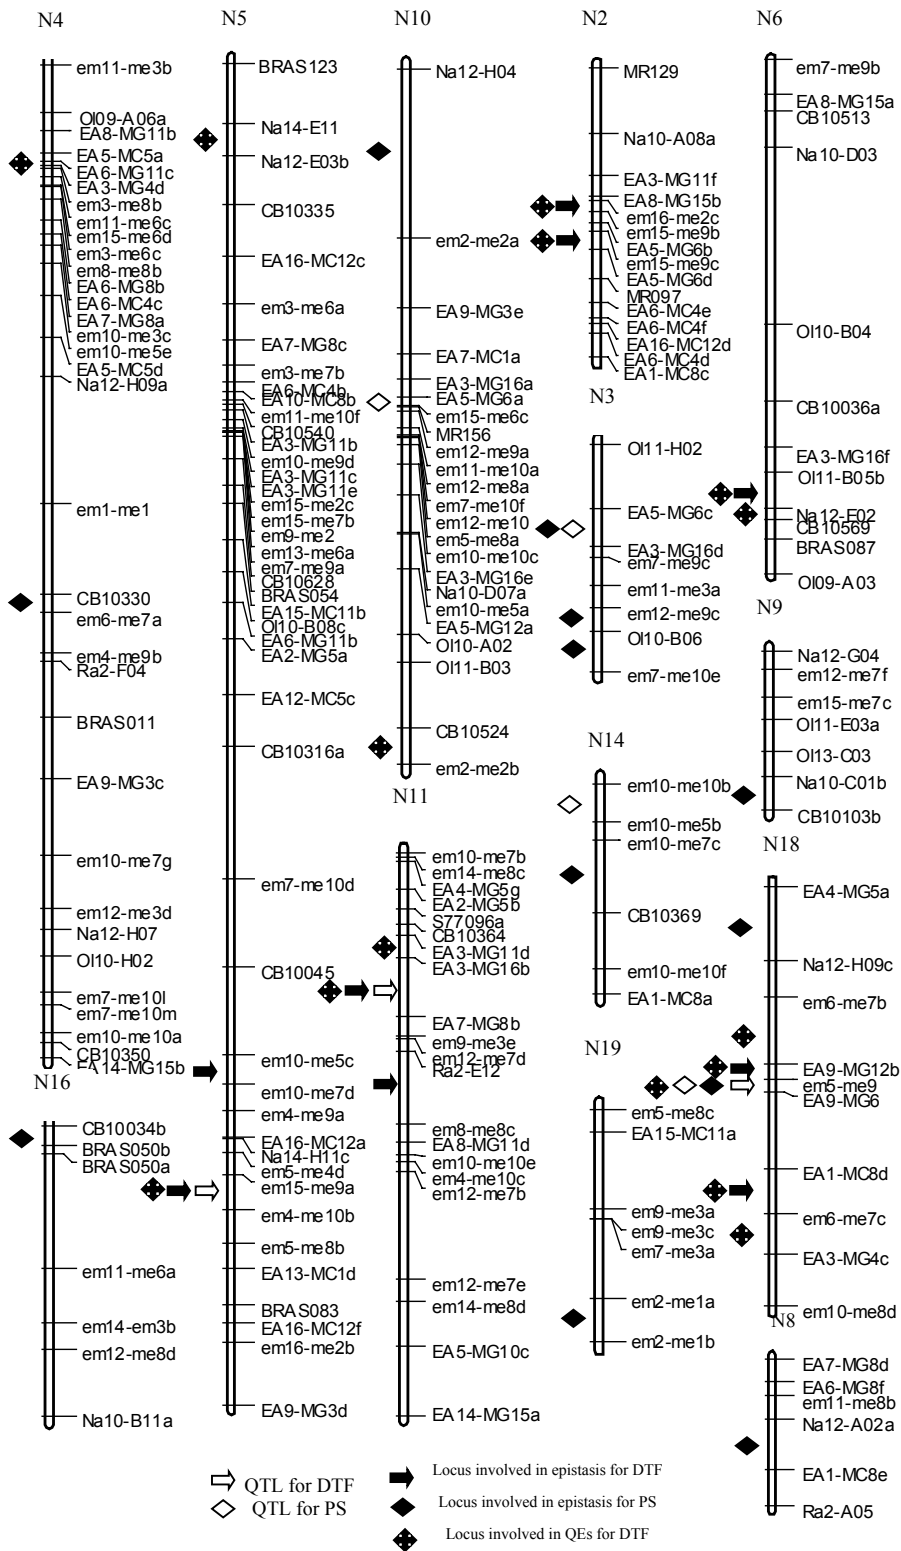 N4
em11-me3b
OI09-A06a
EA8-MG11b
EA5-MC5a
EA6-MG11c
EA3-MG4d
em3-me8b
em11-me6c
em15-me6d
em3-me6c
em8-me8b
EA6-MG8b
EA6-MC4c
EA7-MG8a
em10-me3c
em10-me5e
EA5-MC5d
Na12-H09a
em1-me1
CB10330
em6-me7a
em4-me9b
Ra2-F04
BRAS011
EA9-MG3c
em10-me7g
em12-me3d
Na12-H07
OI10-H02
em7-me10l
em7-me10m
em10-me10a
CB10350
EA14-MG15b
N16
CB10034b
BRAS050b
BRAS050a
em11-me6a
em14-em3b
em12-me8d
Na10-B11a
N5
BRAS123
Na14-E11
Na12-E03b
CB10335
EA16-MC12c
em3-me6a
EA7-MG8c
em3-me7b
EA6-MC4b
EA10-MC8b
em11-me10f
CB10540
EA3-MG11b
em10-me9d
EA3-MG11c
EA3-MG11e
em15-me2c
em15-me7b
em9-me2
em13-me6a
em7-me9a
CB10628
BRAS054
EA15-MC11b
OI10-B08c
EA6-MG11b
EA2-MG5a
EA12-MC5c
CB10316a
em7-me10d
CB10045
em10-me5c
em10-me7d
em4-me9a
EA16-MC12a
Na14-H11c
em5-me4d
em15-me9a
em4-me10b
em5-me8b
EA13-MC1d
BRAS083
EA16-MC12f
em16-me2b
EA9-MG3d
N10
Na12-H04
em2-me2a
EA9-MG3e
EA7-MC1a
EA3-MG16a
EA5-MG6a
em15-me6c
MR156
em12-me9a
em11-me10a
em12-me8a
em7-me10f
em12-me10
em5-me8a
em10-me10c
EA3-MG16e
Na10-D07a
em10-me5a
EA5-MG12a
OI10-A02
OI11-B03
CB10524
em2-me2b
N11
em10-me7b
em14-me8c
EA4-MG5g
EA2-MG5b
S77096a
CB10364
EA3-MG11d
EA3-MG16b
EA7-MG8b
em9-me3e
em12-me7d
Ra2-E12
em8-me8c
EA8-MG11d
em10-me10e
em4-me10c
em12-me7b
em12-me7e
em14-me8d
EA5-MG10c
EA14-MG15a
N2
MR129
Na10-A08a
EA3-MG11f
EA8-MG15b
em16-me2c
em15-me9b
EA5-MG6b
em15-me9c
EA5-MG6d
MR097
EA6-MC4e
EA6-MC4f
EA16-MC12d
EA6-MC4d
EA1-MC8c
N3
OI11-H02
EA5-MG6c
EA3-MG16d
em7-me9c
em11-me3a
em12-me9c
OI10-B06
em7-me10e
N14
em10-me10b
em10-me5b
em10-me7c
CB10369
em10-me10f
EA1-MC8a
N19
em5-me8c
EA15-MC11a
em9-me3a
em9-me3c
em7-me3a
em2-me1a
em2-me1b
N6
em7-me9b
EA8-MG15a
CB10513
Na10-D03
OI10-B04
CB10036a
EA3-MG16f
OI11-B05b
Na12-E02
CB10569
BRAS087
OI09-A03
N9
Na12-G04
em12-me7f
em15-me7c
OI11-E03a
OI13-C03
Na10-C01b
CB10103b
N18
EA4-MG5a
Na12-H09c
em6-me7b
EA9-MG12b
em5-me9
EA9-MG6
EA1-MC8d
em6-me7c
EA3-MG4c
em10-me8d
N8
EA7-MG8d
EA6-MG8f
em11-me8b
Na12-A02a
EA1-MC8e
Ra2-A05
QTL for DTF
QTL for PS
Locus involved in epistasis for DTF
Locus involved in epistasis for PS
Locus involved in QEs for DTF